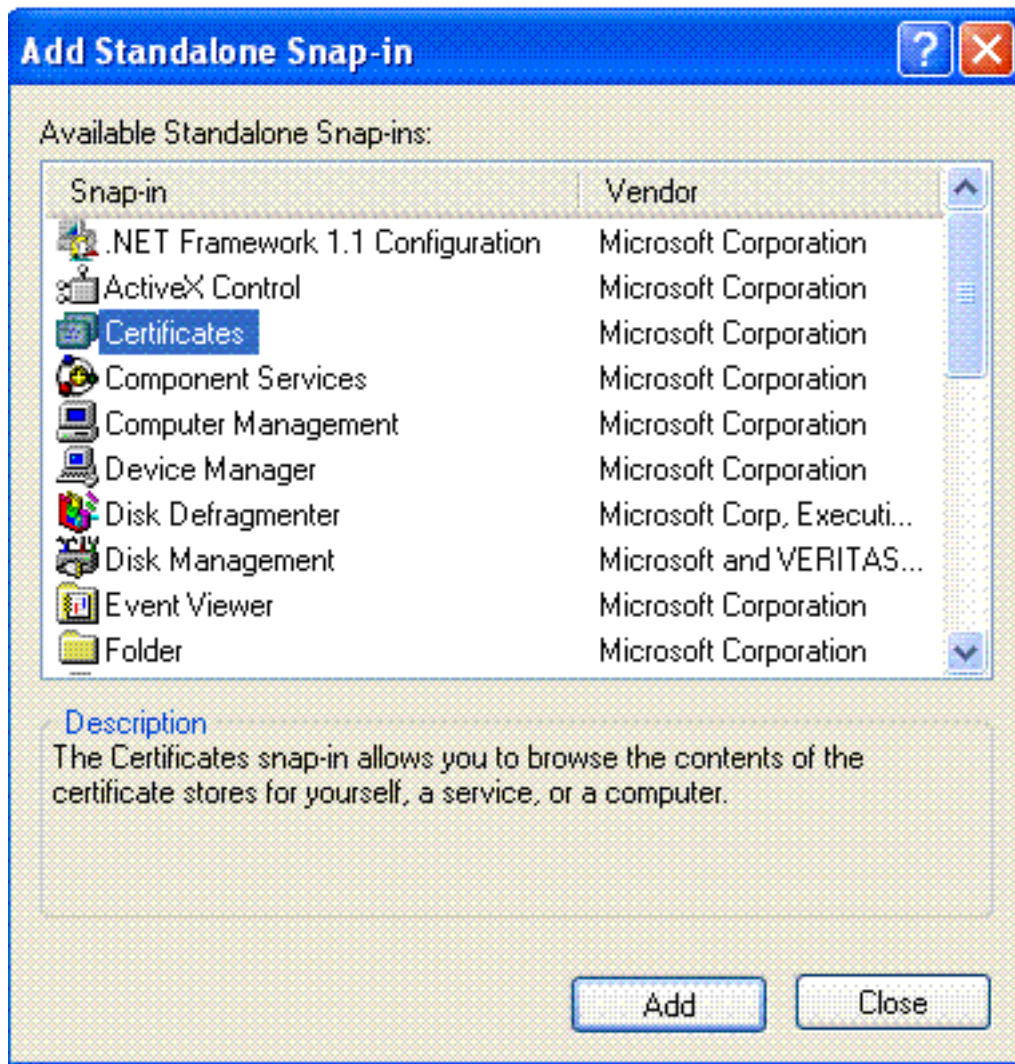 Add Standalone Snap-in
Available Standalone Snap-ins:
Snap-in Vendor
.NET Framework 1.1 Configuration Microsoft Corporation
ActiveX Control Microsoft Corporation
Certificates Microsoft Corporation
Component Services Microsoft Corporation
Computer Management Microsoft Corporation
Device Manager Microsoft Corporation
Disk Defragmenter Microsoft Corp, Executi...
Disk Management Microsoft and VERITAS...
Event Viewer Microsoft Corporation
Folder Microsoft Corporation
Description
The Certificates snap-in allows you to browse the contents of the
certificate stores for yourself, a service, or a computer.
Add Close